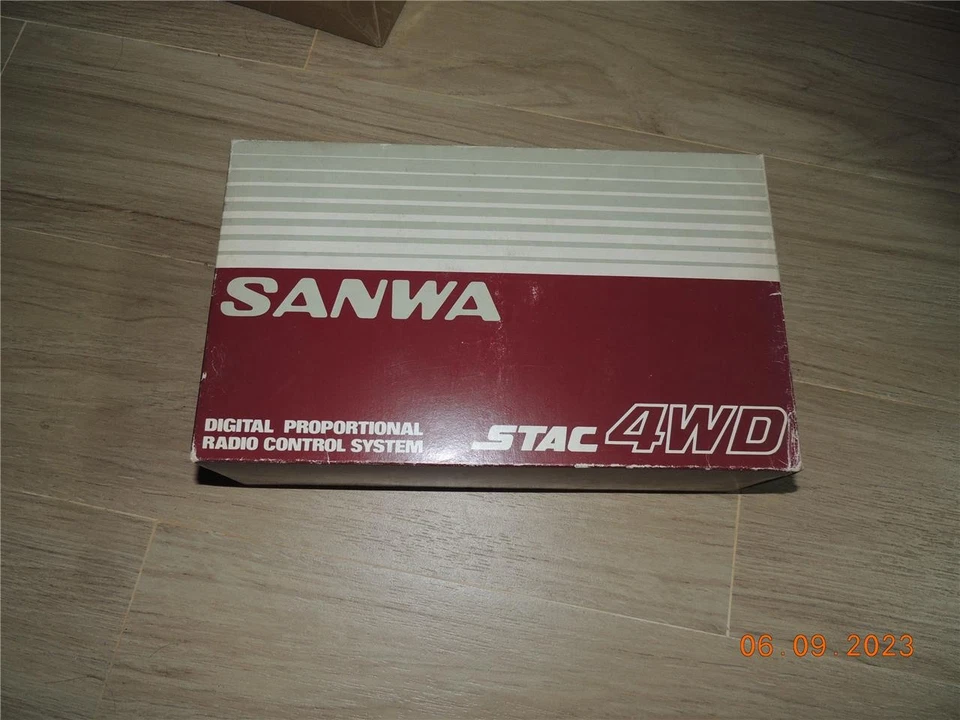 SANWA
DIGITAL PROPORTIONAL
RADIO CONTROL SYSTEM
STAC 4WD
06.09.2023